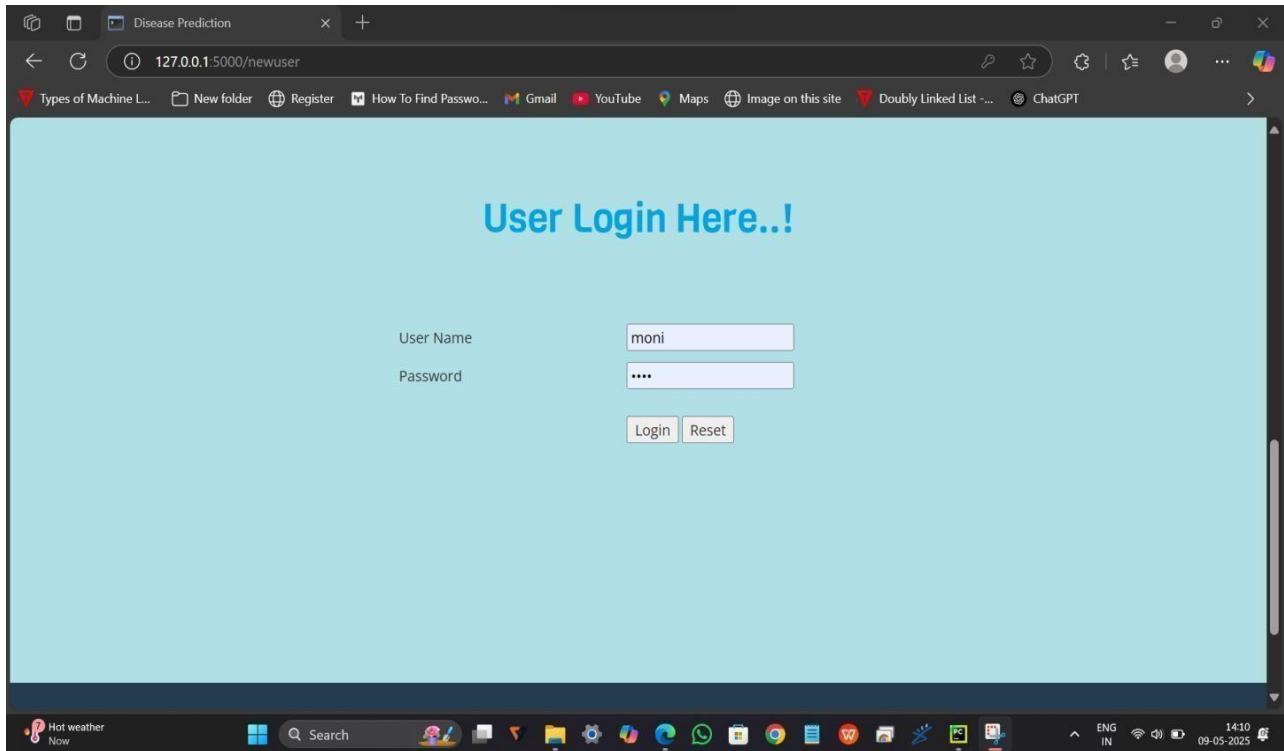 Disease Prediction
127.0.0.1:5000/newuser
Types of Machine L... New folder Register How To Find Passwo... Gmail YouTube Maps Image on this site Doubly Linked List -... ChatGPT
User Login Here..!
User Name moni
Password ••••
Login Reset
Hot weather
Now
Search
ENG
IN
14:10
09-05-2025